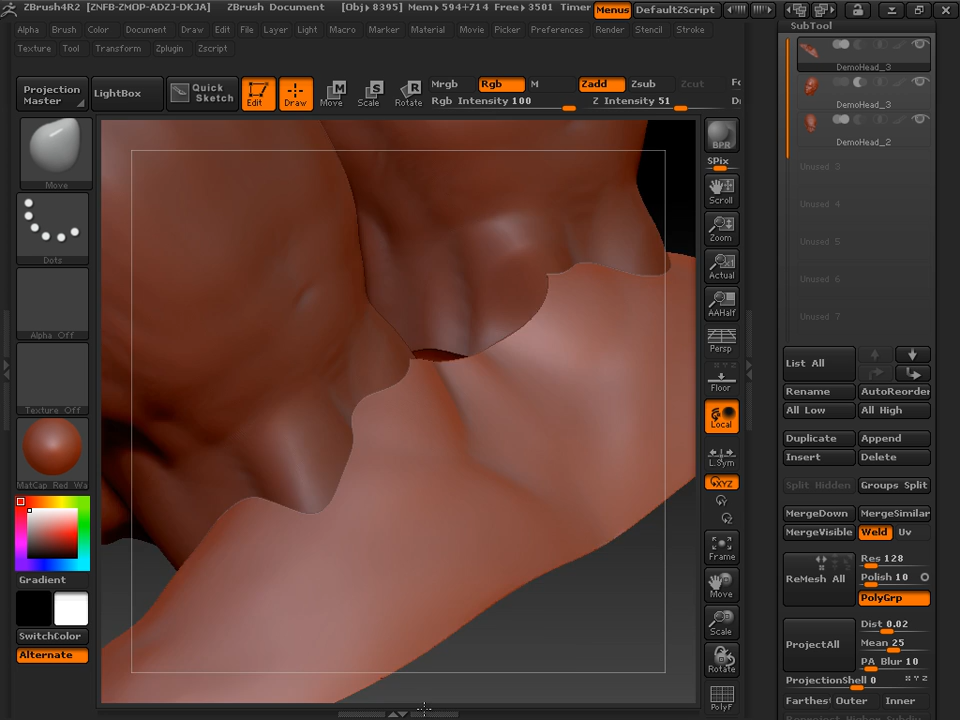 ZBrush4R2 [ZNFB-ZMOP-ADZJ-DKJA] ZBrush Document [Obj▶8395] Mem▶594+714 Free▶3501 Timer Menus DefaultZScript
Alpha Brush Color Document Draw Edit File Layer Light Macro Marker Material Movie Picker Preferences Render Stencil Stroke
Texture Tool Transform Zplugin Zscript
SubTool
Projection Master
LightBox
Quick Sketch
Edit
Draw
Move
Scale
Rotate
Mrgb Rgb M Zadd Zsub Zcut
Rgb Intensity 100 Z Intensity 51
Move
Dots
Alpha Off
Texture Off
MatCap Red Wa
Gradient
SwitchColor
Alternate
BPR
SPix
Scroll
Zoom
Actual
AAHalf
Persp
Floor
Local
L.Sym
XYZ
Y
Z
Frame
Move
Scale
Rotate
PolyF
DemoHead_3
DemoHead_3
DemoHead_2
Unused 3
Unused 4
Unused 5
Unused 6
Unused 7
List All
Rename AutoReorder
All Low All High
Duplicate Append
Insert Delete
Split Hidden Groups Split
MergeDown MergeSimilar
MergeVisible Weld Uv
ReMesh All
Res 128
Polish 10
PolyGrp
ProjectAll
Dist 0.02
Mean 25
PA Blur 10
ProjectionShell 0 X Y Z
Farthest Outer Inner